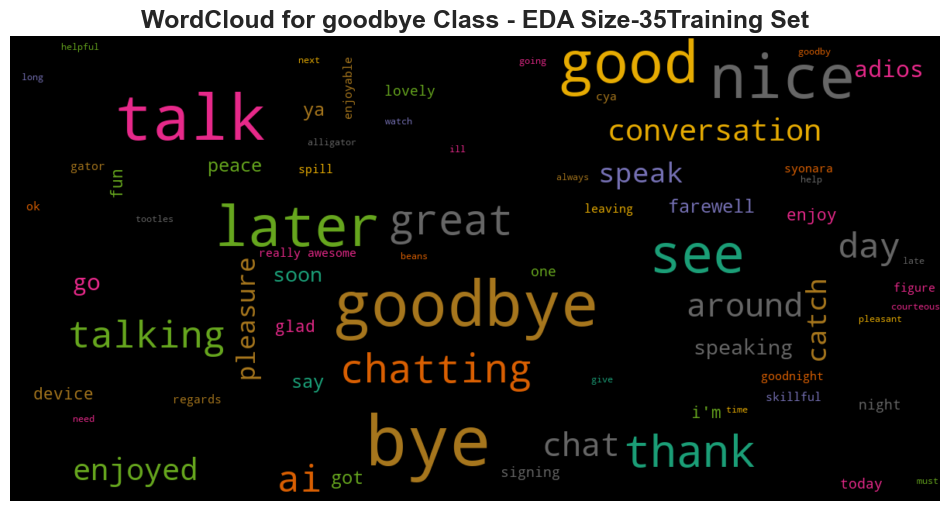 WordCloud for goodbye Class - EDA Size-35Training Set
helpful
next
going
goodby
long
talk
ya
enjoyable
lovely
good
cya
nice
adios
watch
conversation
alligator
ill
gator
fun
peace
spill
always
speak
syonara
help
ok
tootles
later
great
leaving
farewell
enjoy
really awesome
beans
see
day
late
go
pleasure
soon
one
goodbye
around
catch
figure
courteous
pleasant
talking
glad
speaking
chatting
say
give
goodnight
device
regards
skillful
need
i'm
time
night
bye
chat
thank
enjoyed
ai
got
signing
today
must